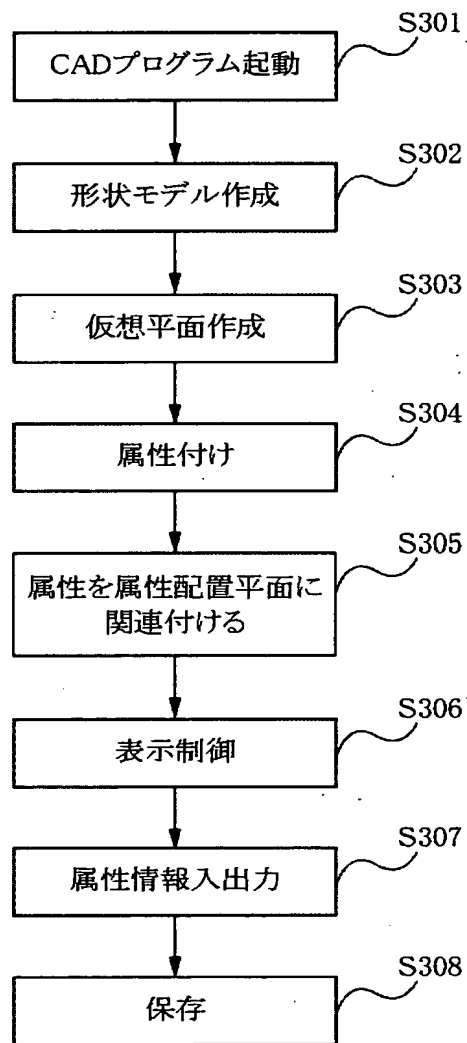 S301
CADプログラム起動
S302
形状モデル作成
S303
仮想平面作成
S304
属性付け
S305
属性を属性配置平面に
関連付ける
S306
表示制御
S307
属性情報入出力
S308
保存